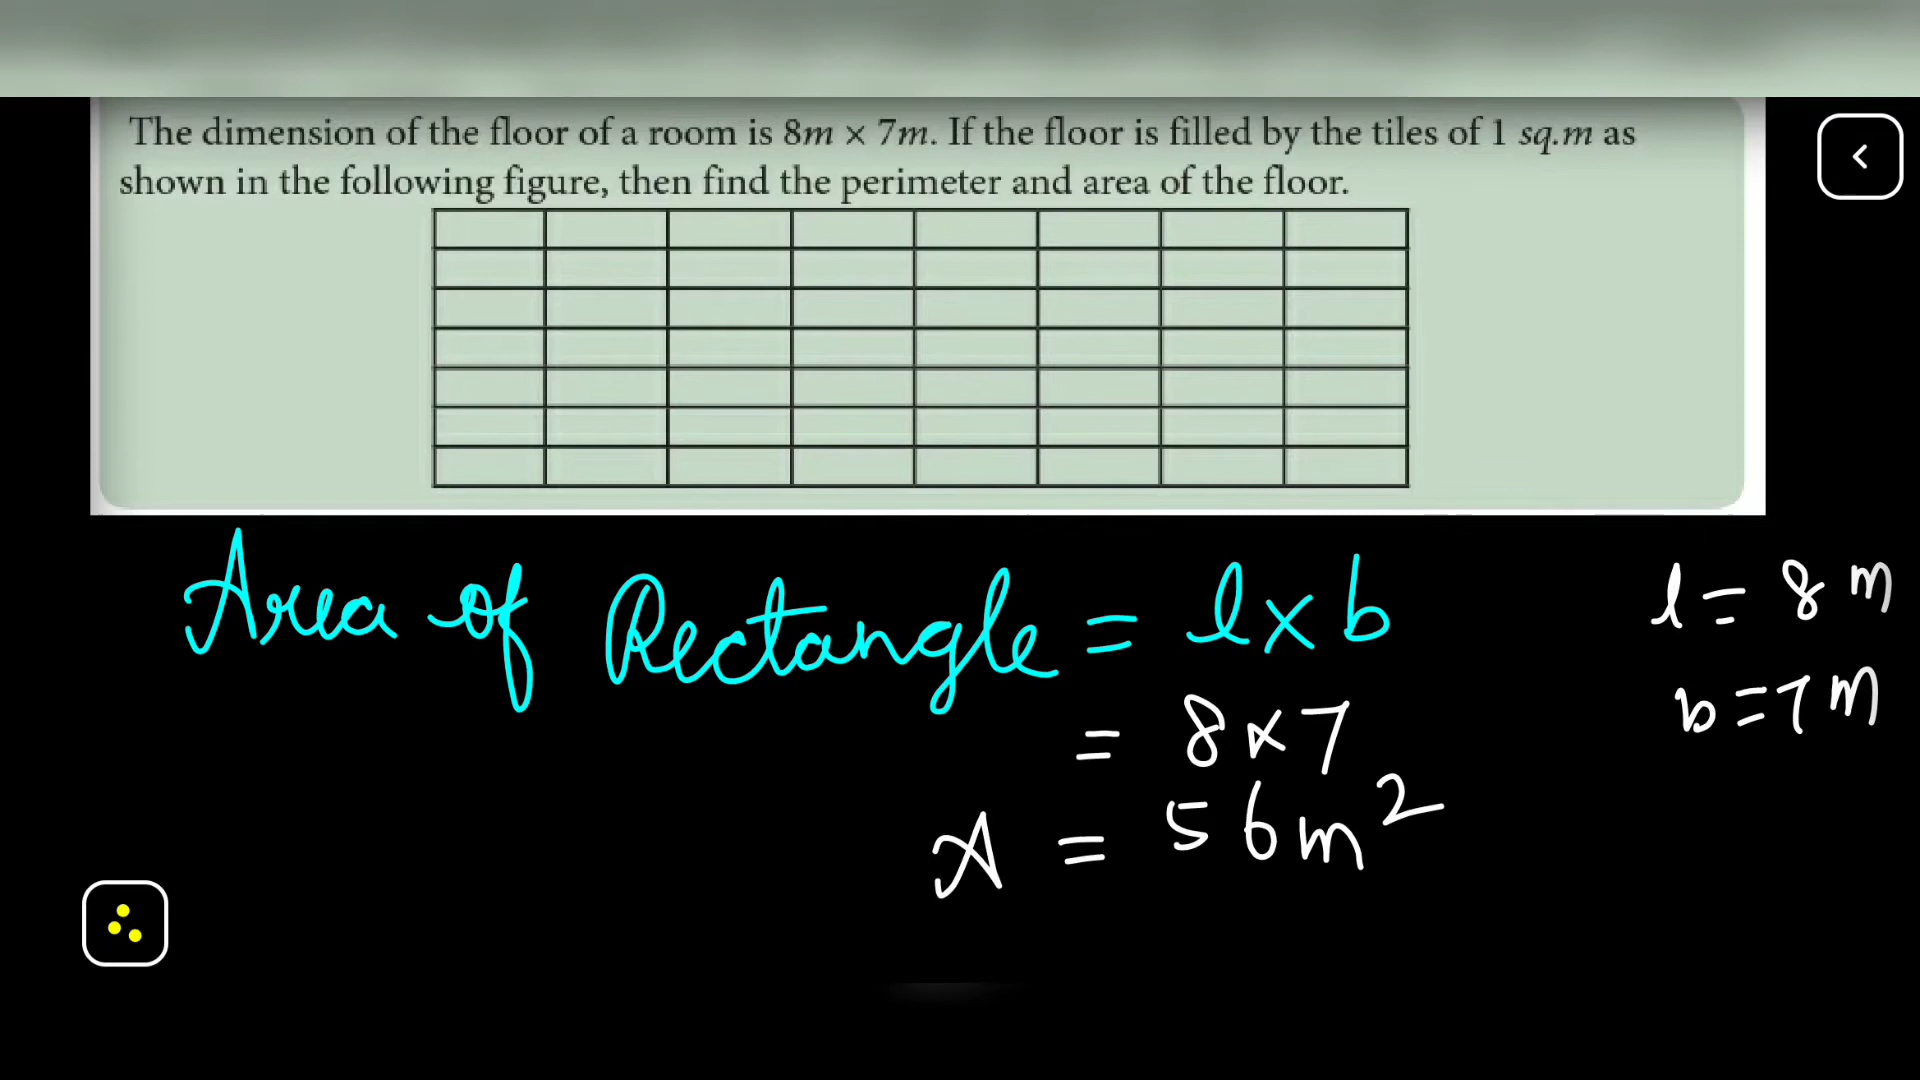 The dimension of the floor of a room is 8m × 7m. If the floor is filled by the tiles of 1 sq.m as
shown in the following figure, then find the perimeter and area of the floor.
Area of Rectangle = l × b
l = 8 m
b = 7 m
= 8 × 7
A = 56 m²